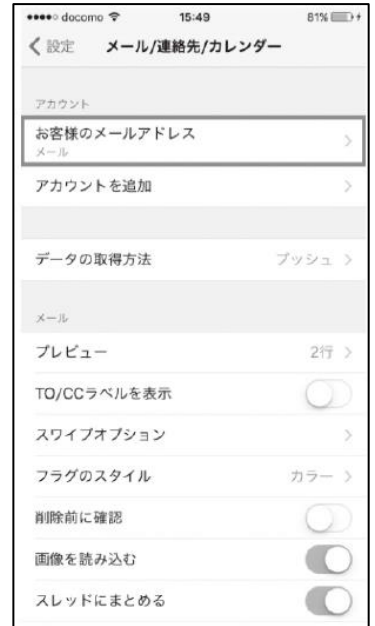 docomo 15:49 81%
設定 メール/連絡先/カレンダー
アカウント
お客様のメールアドレス
メール
アカウントを追加
データの取得方法 プッシュ
メール
プレビュー 2行
TO/CCラベルを表示
スワイプオプション
フラグのスタイル カラー
削除前に確認
画像を読み込む
スレッドにまとめる